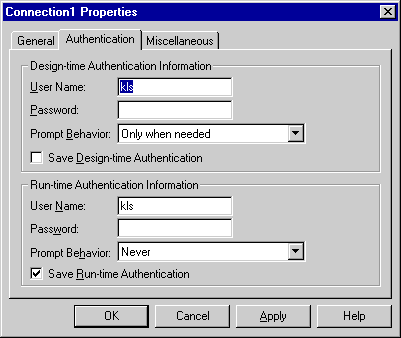 Connection1 Properties
General Authentication Miscellaneous
Design-time Authentication Information
User Name: kls
Password:
Prompt Behavior: Only when needed
Save Design-time Authentication
Run-time Authentication Information
User Name: kls
Password:
Prompt Behavior: Never
Save Run-time Authentication
OK Cancel Apply Help